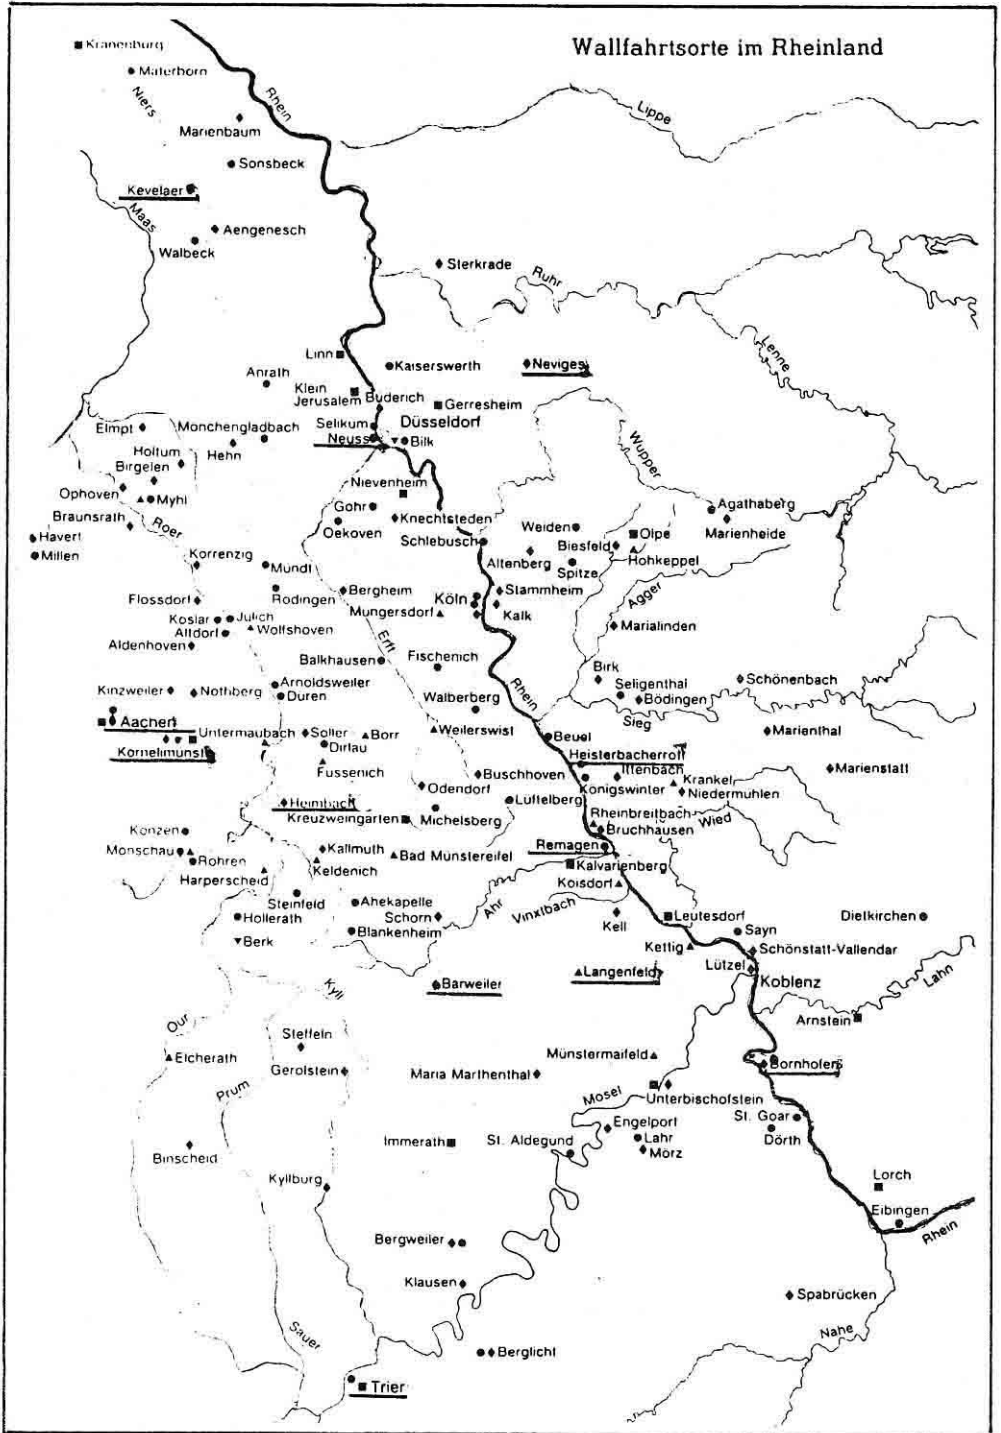 Wallfahrtsorte im Rheinland
Kranenburg
Materborn
Niers
Rhein
Lippe
Marienbaum
Sonsbeck
Kevelaer
Maas
Aengenesch
Walbeck
Sterkrade
Ruhr
Lenne
Linn
Kaiserswerth
Neviges
Anrath
Klein
Jerusalem
Buderich
Gerresheim
Elmpt
Monchengladbach
Selikum
Düsseldorf
Neuss
Bilk
Hehn
Holtum
Birgelen
Wupper
Ophoven
Myhl
Nievenheim
Agathaberg
Gohr
Knechtsteden
Braunsrath
Roer
Oekoven
Weiden
Olpe
Marienheide
Havert
Millen
Schlebusch
Biesfeld
Hohkeppel
Altenberg
Spitze
Korrenzig
Mündt
Rödingen
Bergheim
Stammheim
Agger
Flossdorf
Köln
Kalk
Mungersdorf
Koslar
Julich
Altdorf
Wolfshoven
Marialinden
Aldenhoven
Erft
Balkhausen
Fischenich
Birk
Schönenbach
Seligenthal
Bödingen
Kinzweiler
Nothberg
Arnoldsweiler
Duren
Walberberg
Rhein
Sieg
Aachen
Untermaubach
Soller
Borr
Weilerswist
Beuel
Marienthal
Dirlau
Kornelimunst
Heisterbacherrott
Fussenich
Ittenbach
Marienstatt
Buschhoven
Königswinter
Krankel
Niedermuhlen
Odendorf
Heimbach
Lüftelberg
Kreuzweingarten
Michelsberg
Rheinbreitbach
Wied
Bruchhausen
Konzen
Remagen
Monschau
Rohren
Kallmuth
Bad Münstereifel
Kalvarienberg
Harperscheid
Keldenich
Koisdorf
Steinfeld
Ahekapelle
Ahr
Vinxtbach
Hollerath
Schorn
Kell
Leutesdorf
Dielkirchen
Blankenheim
Sayn
Berk
Kettig
Schönstatt-Vallendar
Lützel
Barweiler
Langenfeld
Koblenz
Lahn
Kyll
Our
Arnstein
Steffeln
Elcherath
Münstermaifeld
Bornhofen
Gerolstein
Maria Marthenthal
Prum
Mosel
Unterbischofstein
Engelport
St. Goar
Dörth
Immerath
St. Aldegund
Lahr
Mörz
Binscheid
Kyllburg
Lorch
Eibingen
Rhein
Bergweiler
Klausen
Spabrücken
Sauer
Nahe
Berglicht
Trier